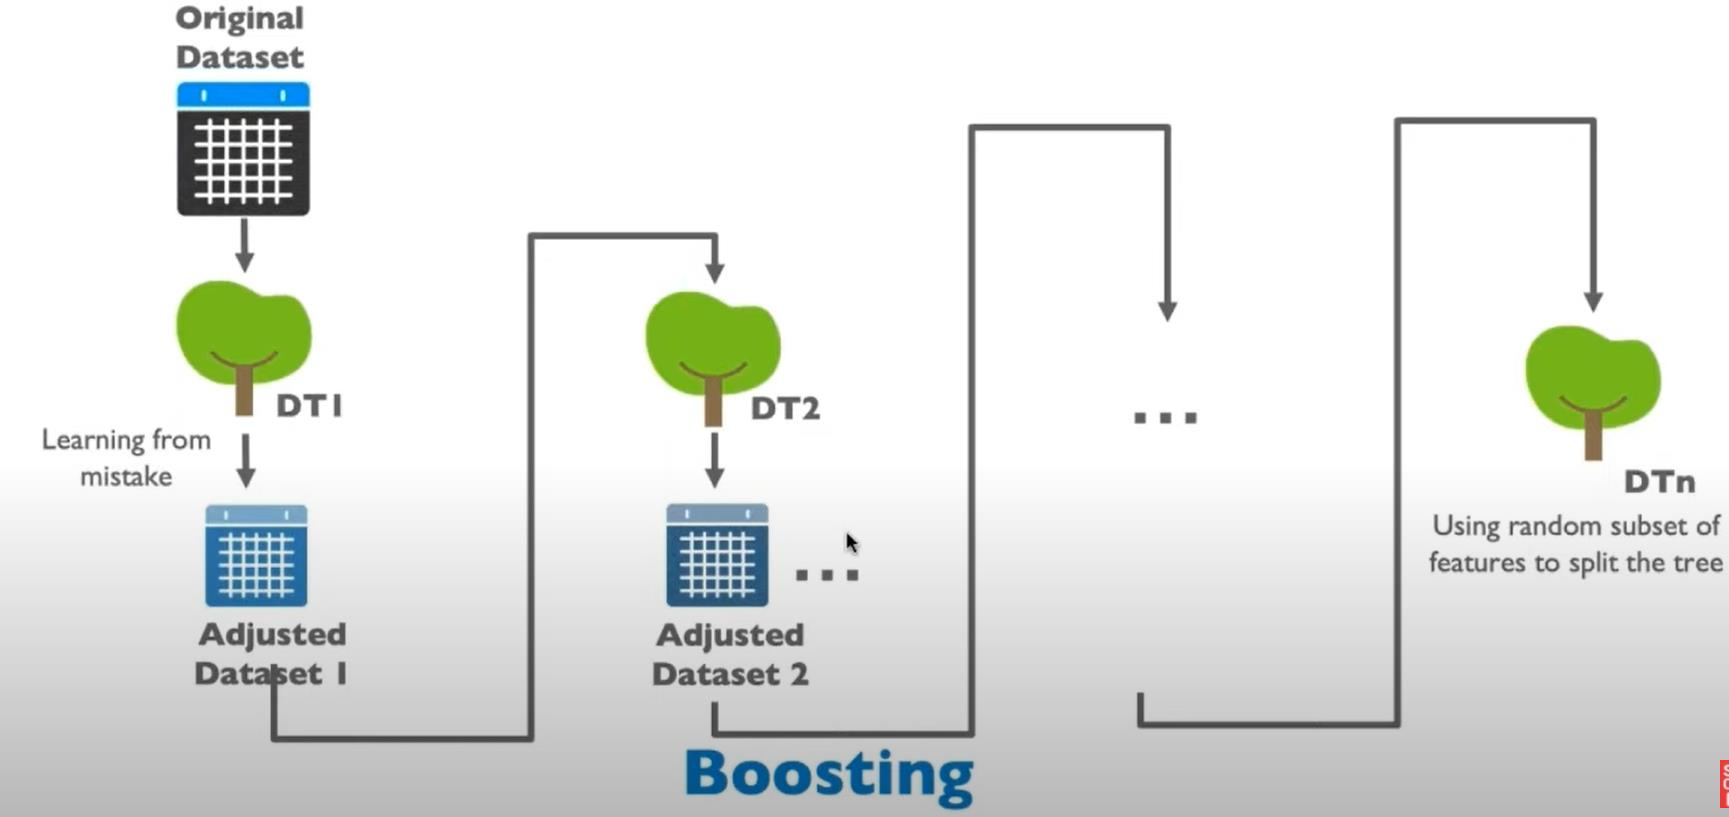 Original
Dataset
DT1
Learning from
mistake
Adjusted
Dataset 1
DT2
...
Adjusted
Dataset 2
...
DTn
Using random subset of
features to split the tree
Boosting